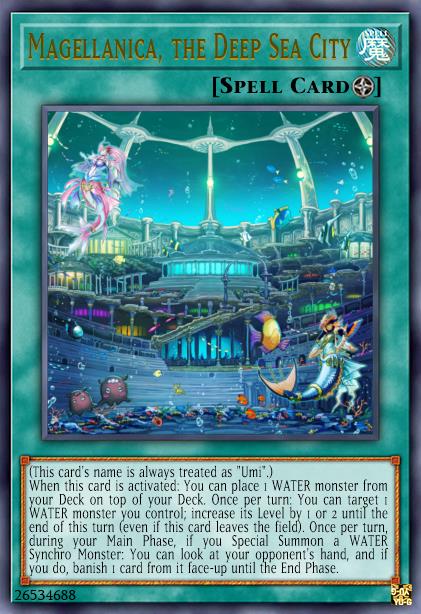 Magellanica, the Deep Sea City
SPELL
魔
[Spell Card]
(This card's name is always treated as "Umi".)
When this card is activated: You can place 1 WATER monster from
your Deck on top of your Deck. Once per turn: You can target 1
WATER monster you control; increase its Level by 1 or 2 until the
end of this turn (even if this card leaves the field). Once per turn,
during your Main Phase, if you Special Summon a WATER
Synchro Monster: You can look at your opponent's hand, and if
you do, banish 1 card from it face-up until the End Phase.
26534688